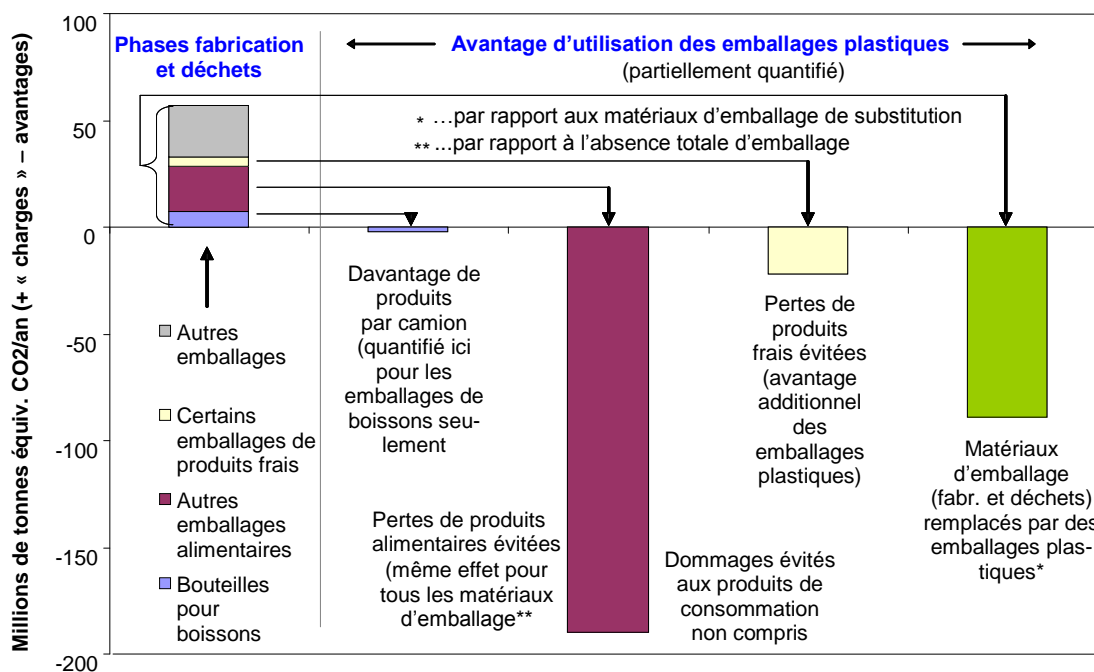 Millions de tonnes équiv. CO2/an (+ « charges » – avantages)
100
50
0
-50
-100
-150
-200
Phases fabrication
et déchets
Avantage d’utilisation des emballages plastiques
(partiellement quantifié)
* …par rapport aux matériaux d’emballage de substitution
** ...par rapport à l’absence totale d’emballage
Autres
emballages
Certains
emballages de
produits frais
Autres
emballages
alimentaires
Bouteilles
pour
boissons
Davantage de
produits
par camion
(quantifié ici
pour les
emballages de
boissons seu-
lement
Pertes de produits
alimentaires évitées
(même effet pour
tous les matériaux
d’emballage**
Pertes de
produits
frais évitées
(avantage
additionnel
des
emballages
plastiques)
Dommages évités
aux produits de
consommation
non compris
Matériaux
d’emballage
(fabr. et déchets)
remplacés par des
emballages plas-
tiques*